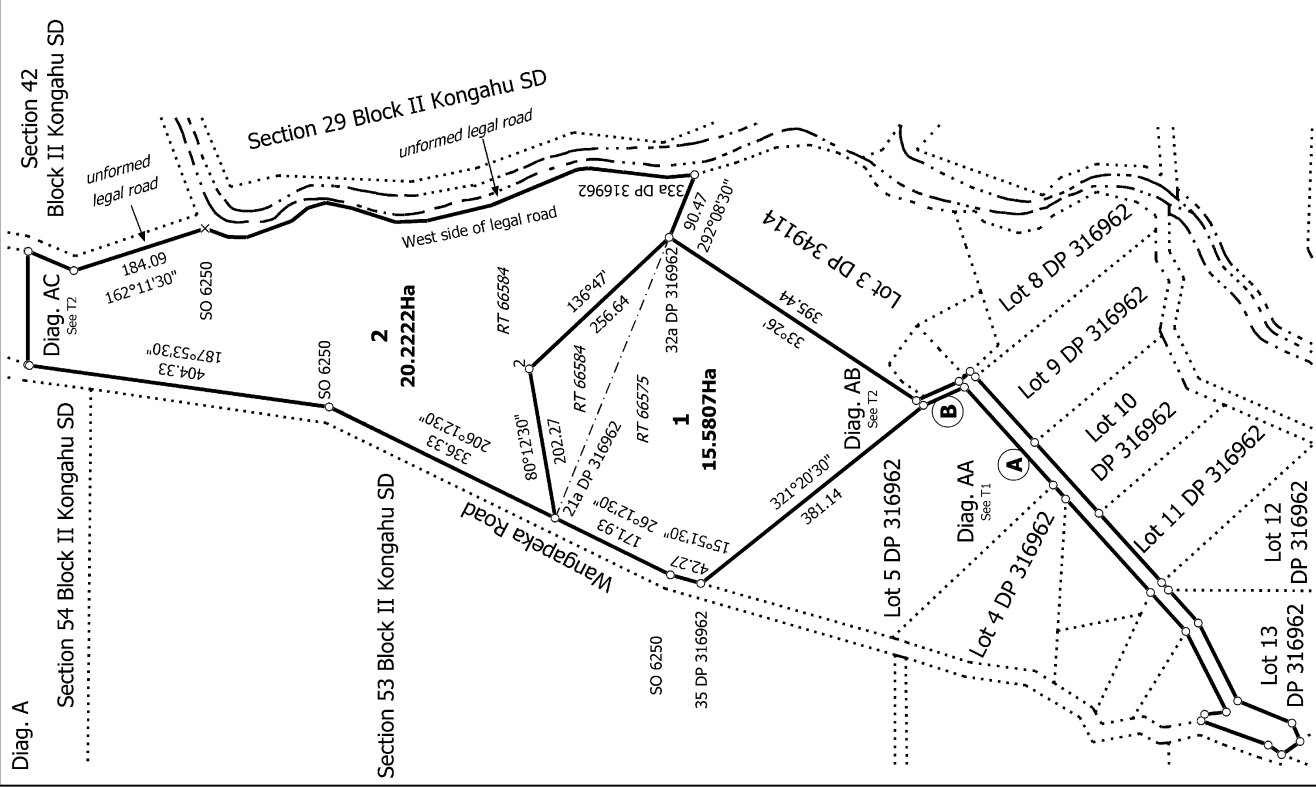 Diag. A
Section 54 Block II Kongahu SD
Section 53 Block II Kongahu SD
Section 42
Block II Kongahu SD
unformed
legal road
184.09
162°11'30"
SO 6250
Diag. AC
See T2
187°53'30"
404.33
SO 6250
Section 29 Block II Kongahu SD
unformed legal road
West side of legal road
33a DP 316962
2
20.2222Ha
RT 66584
206°12'30"
336.33
136°47'
256.64
90.47
292°08'30"
32a DP 316962
2
80°12'30"
202.27
RT 66584
RT 66575
21a DP 316962
Wangapeka Road
26°12'30"
171.93
15°51'30"
42.27
1
15.5807Ha
395.44
33°26'
Lot 3 DP 349114
321°20'30"
381.14
Diag. AB
See T2
SO 6250
35 DP 316962
Lot 5 DP 316962
Diag. AA
See T1
B
A
Lot 4 DP 316962
Lot 8 DP 316962
Lot 9 DP 316962
Lot 10
DP 316962
Lot 11 DP 316962
Lot 12
DP 316962
Lot 13
DP 316962